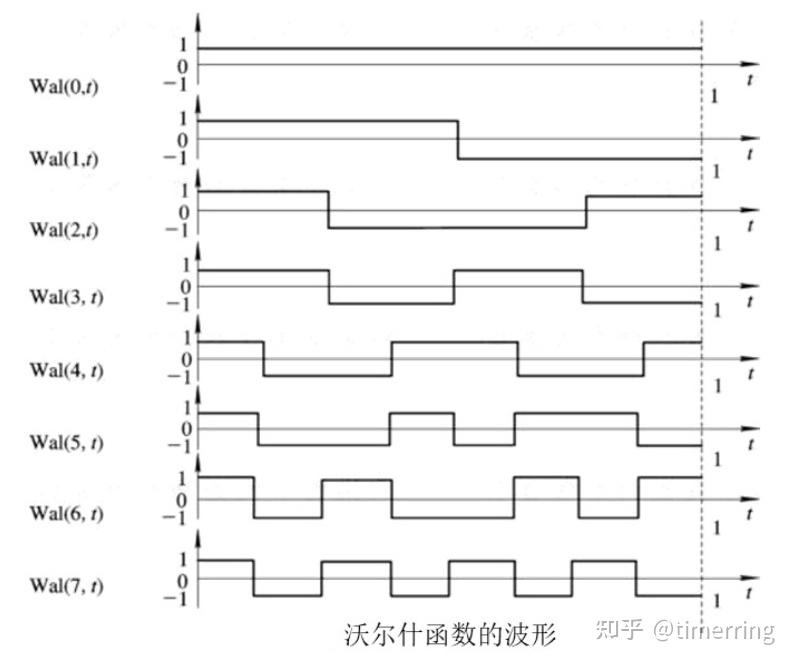 1
0
Wal(0,t)
−1
t
1
1
0
Wal(1,t)
−1
t
1
1
0
Wal(2,t)
−1
t
1
1
0
Wal(3, t)
−1
t
1
1
0
Wal(4, t)
−1
t
1
1
0
Wal(5, t)
−1
t
1
1
0
Wal(6, t)
−1
t
1
1
0
Wal(7, t)
−1
t
1
沃尔什函数的波形
知乎 @timerring